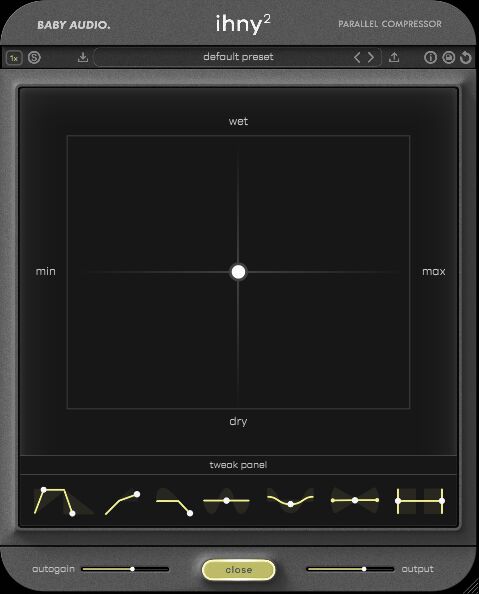 BABY AUDIO.
ihny2
PARALLEL COMPRESSOR
1x
S
default preset
wet
min
max
dry
tweak panel
autogain
close
output